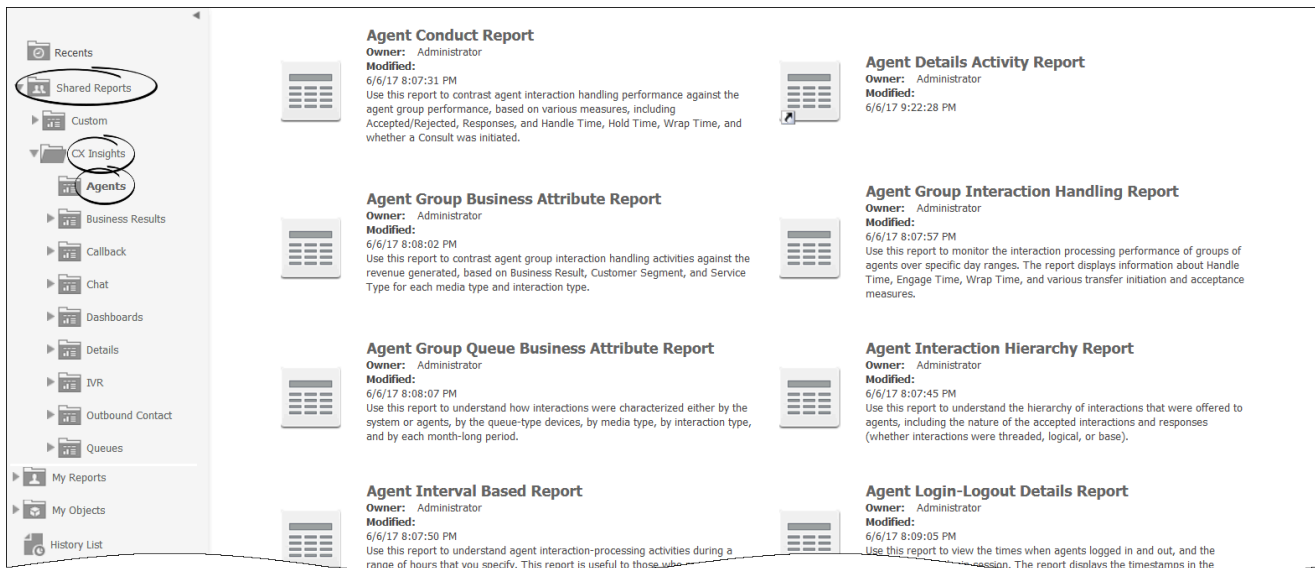 Recents
Shared Reports
Custom
CX Insights
Agents
Business Results
Callback
Chat
Dashboards
Details
IVR
Outbound Contact
Queues
My Reports
My Objects
History List
Agent Conduct Report
Owner: Administrator
Modified:
6/6/17 8:07:31 PM
Use this report to contrast agent interaction handling performance against the
agent group performance, based on various measures, including
Accepted/Rejected, Responses, and Handle Time, Hold Time, Wrap Time, and
whether a Consult was initiated.
Agent Details Activity Report
Owner: Administrator
Modified:
6/6/17 9:22:28 PM
Agent Group Business Attribute Report
Owner: Administrator
Modified:
6/6/17 8:08:02 PM
Use this report to contrast agent group interaction handling activities against the
revenue generated, based on Business Result, Customer Segment, and Service
Type for each media type and interaction type.
Agent Group Interaction Handling Report
Owner: Administrator
Modified:
6/6/17 8:07:57 PM
Use this report to monitor the interaction processing performance of groups of
agents over specific day ranges. The report displays information about Handle
Time, Engage Time, Wrap Time, and various transfer initiation and acceptance
measures.
Agent Group Queue Business Attribute Report
Owner: Administrator
Modified:
6/6/17 8:08:07 PM
Use this report to understand how interactions were characterized either by the
system or agents, by the queue-type devices, by media type, by interaction type,
and by each month-long period.
Agent Interaction Hierarchy Report
Owner: Administrator
Modified:
6/6/17 8:07:45 PM
Use this report to understand the hierarchy of interactions that were offered to
agents, including the nature of the accepted interactions and responses
(whether interactions were threaded, logical, or base).
Agent Interval Based Report
Owner: Administrator
Modified:
6/6/17 8:07:50 PM
Use this report to understand agent interaction-processing activities during a
range of hours that you specify. This report is useful to those who
Agent Login-Logout Details Report
Owner: Administrator
Modified:
6/6/17 8:09:05 PM
Use this report to view the times when agents logged in and out, and the
session. The report displays the timestamps in the